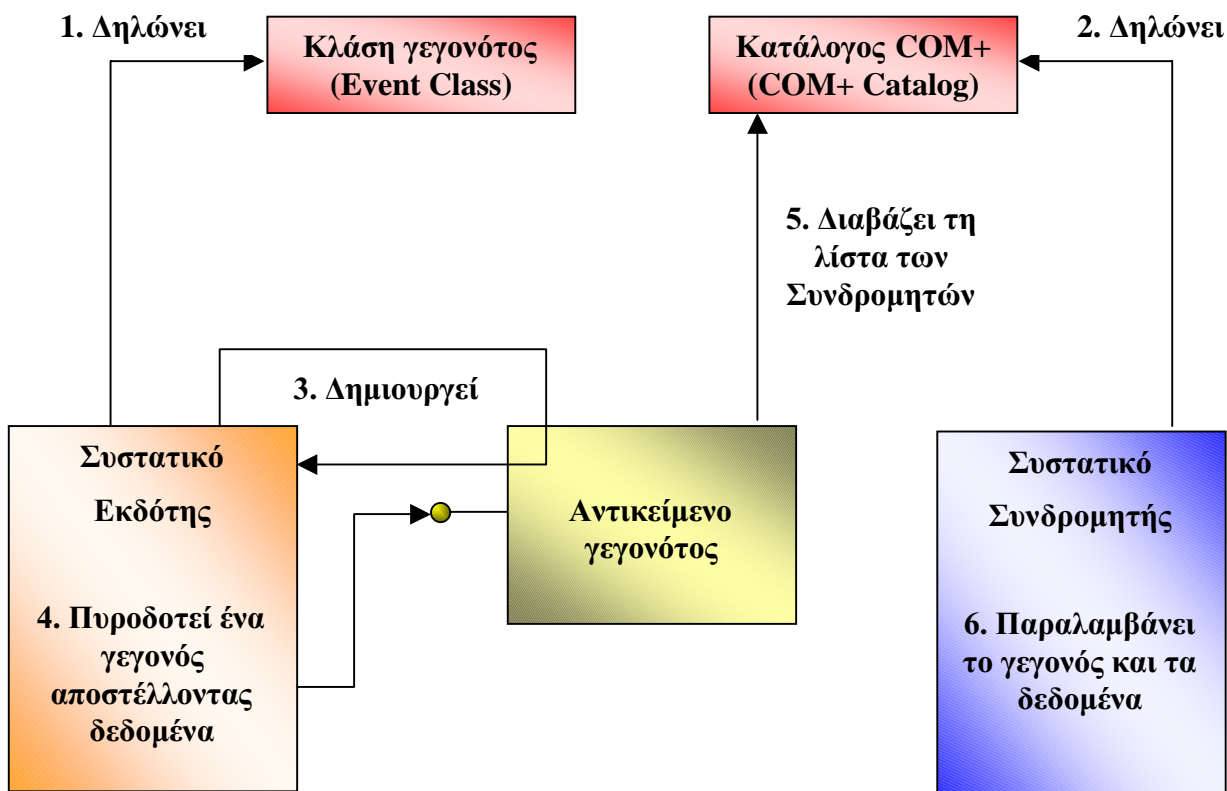 1. Δηλώνει
Κλάση γεγονότος
(Event Class)
Κατάλογος COM+
(COM+ Catalog)
2. Δηλώνει
5. Διαβάζει τη
λίστα των
Συνδρομητών
3. Δημιουργεί
Συστατικό
Εκδότης
4. Πυροδοτεί ένα
γεγονός
αποστέλλοντας
δεδομένα
Αντικείμενο
γεγονότος
Συστατικό
Συνδρομητής
6. Παραλαμβάνει
το γεγονός και τα
δεδομένα